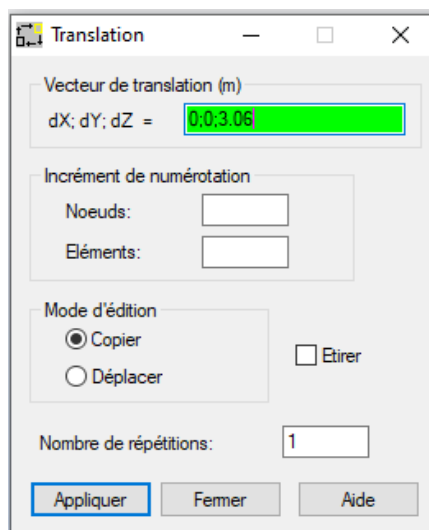 Translation
Vecteur de translation (m)
dX; dY; dZ = 0;0;3.06
Incrément de numérotation
Noeuds:
Eléments:
Mode d'édition
Copier
Etirer
Déplacer
Nombre de répétitions: 1
Appliquer Fermer Aide